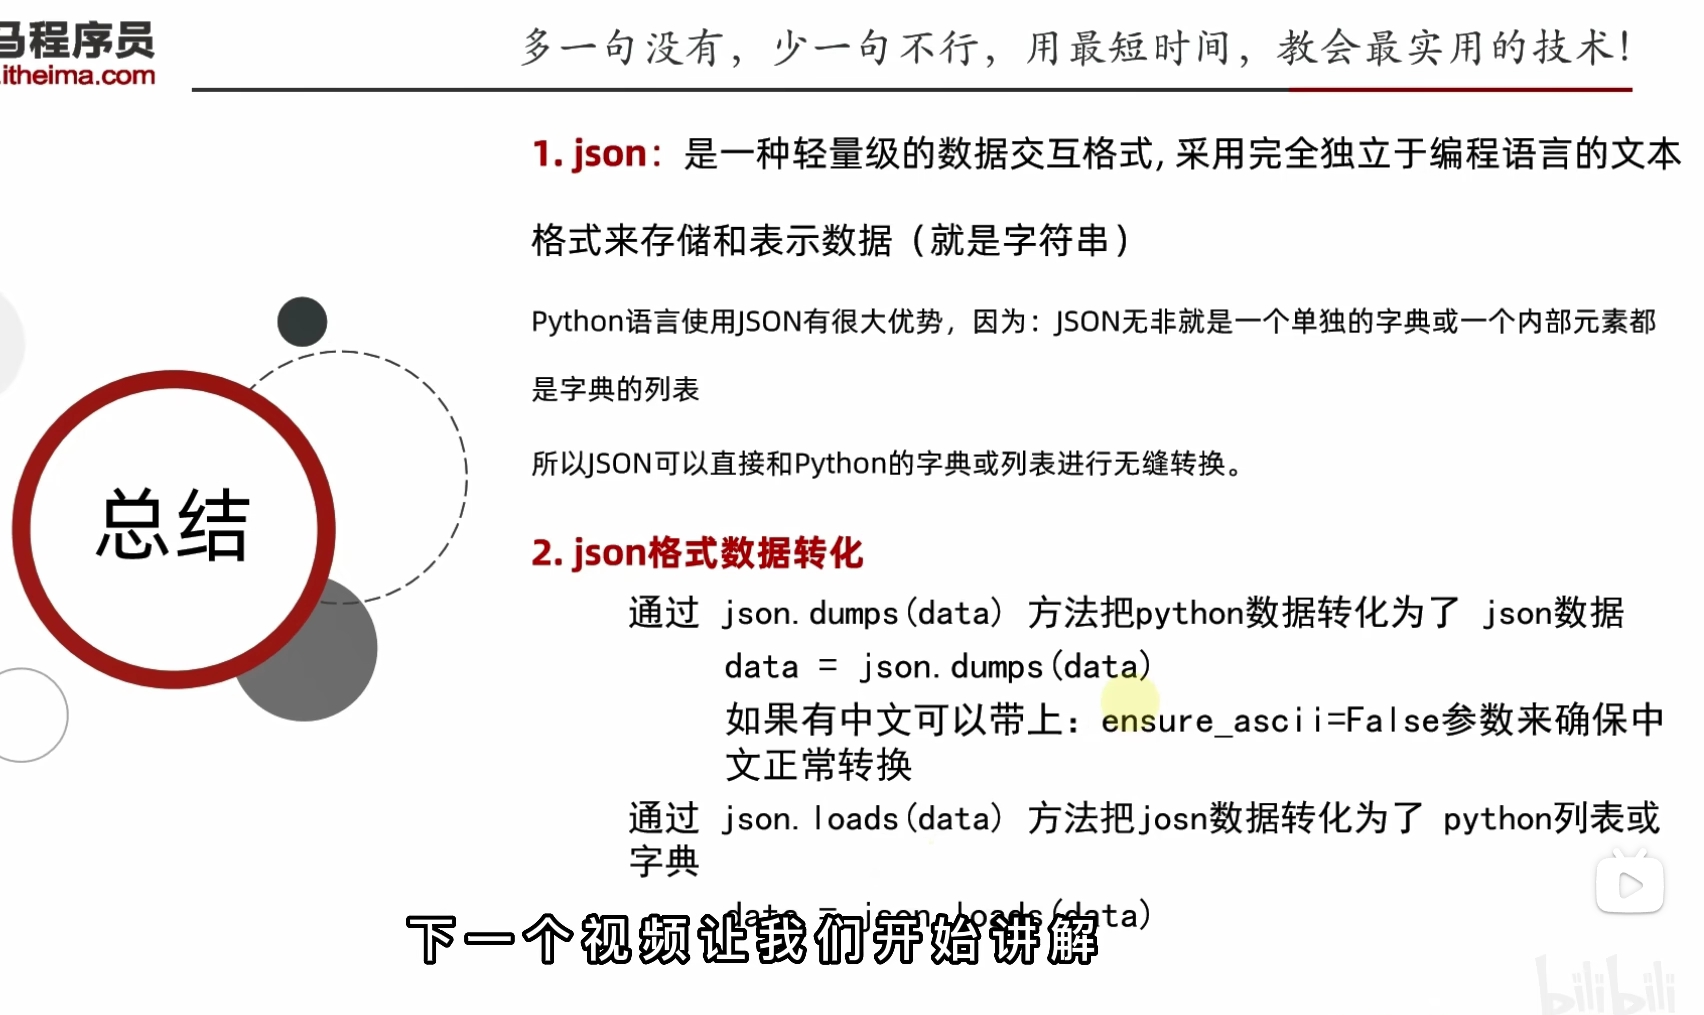 马程序员
itheima.com
多一句没有，少一句不行，用最短时间，教会最实用的技术！
1. json：是一种轻量级的数据交互格式, 采用完全独立于编程语言的文本
格式来存储和表示数据（就是字符串）
Python语言使用JSON有很大优势，因为：JSON无非就是一个单独的字典或一个内部元素都
是字典的列表
所以JSON可以直接和Python的字典或列表进行无缝转换。
总结
2. json格式数据转化
通过 json.dumps(data) 方法把python数据转化为了 json数据
data = json.dumps(data)
如果有中文可以带上：ensure_ascii=False参数来确保中
文正常转换
通过 json.loads(data) 方法把josn数据转化为了 python列表或
字典
data = json.loads(data)
下一个视频让我们开始讲解
bilibili